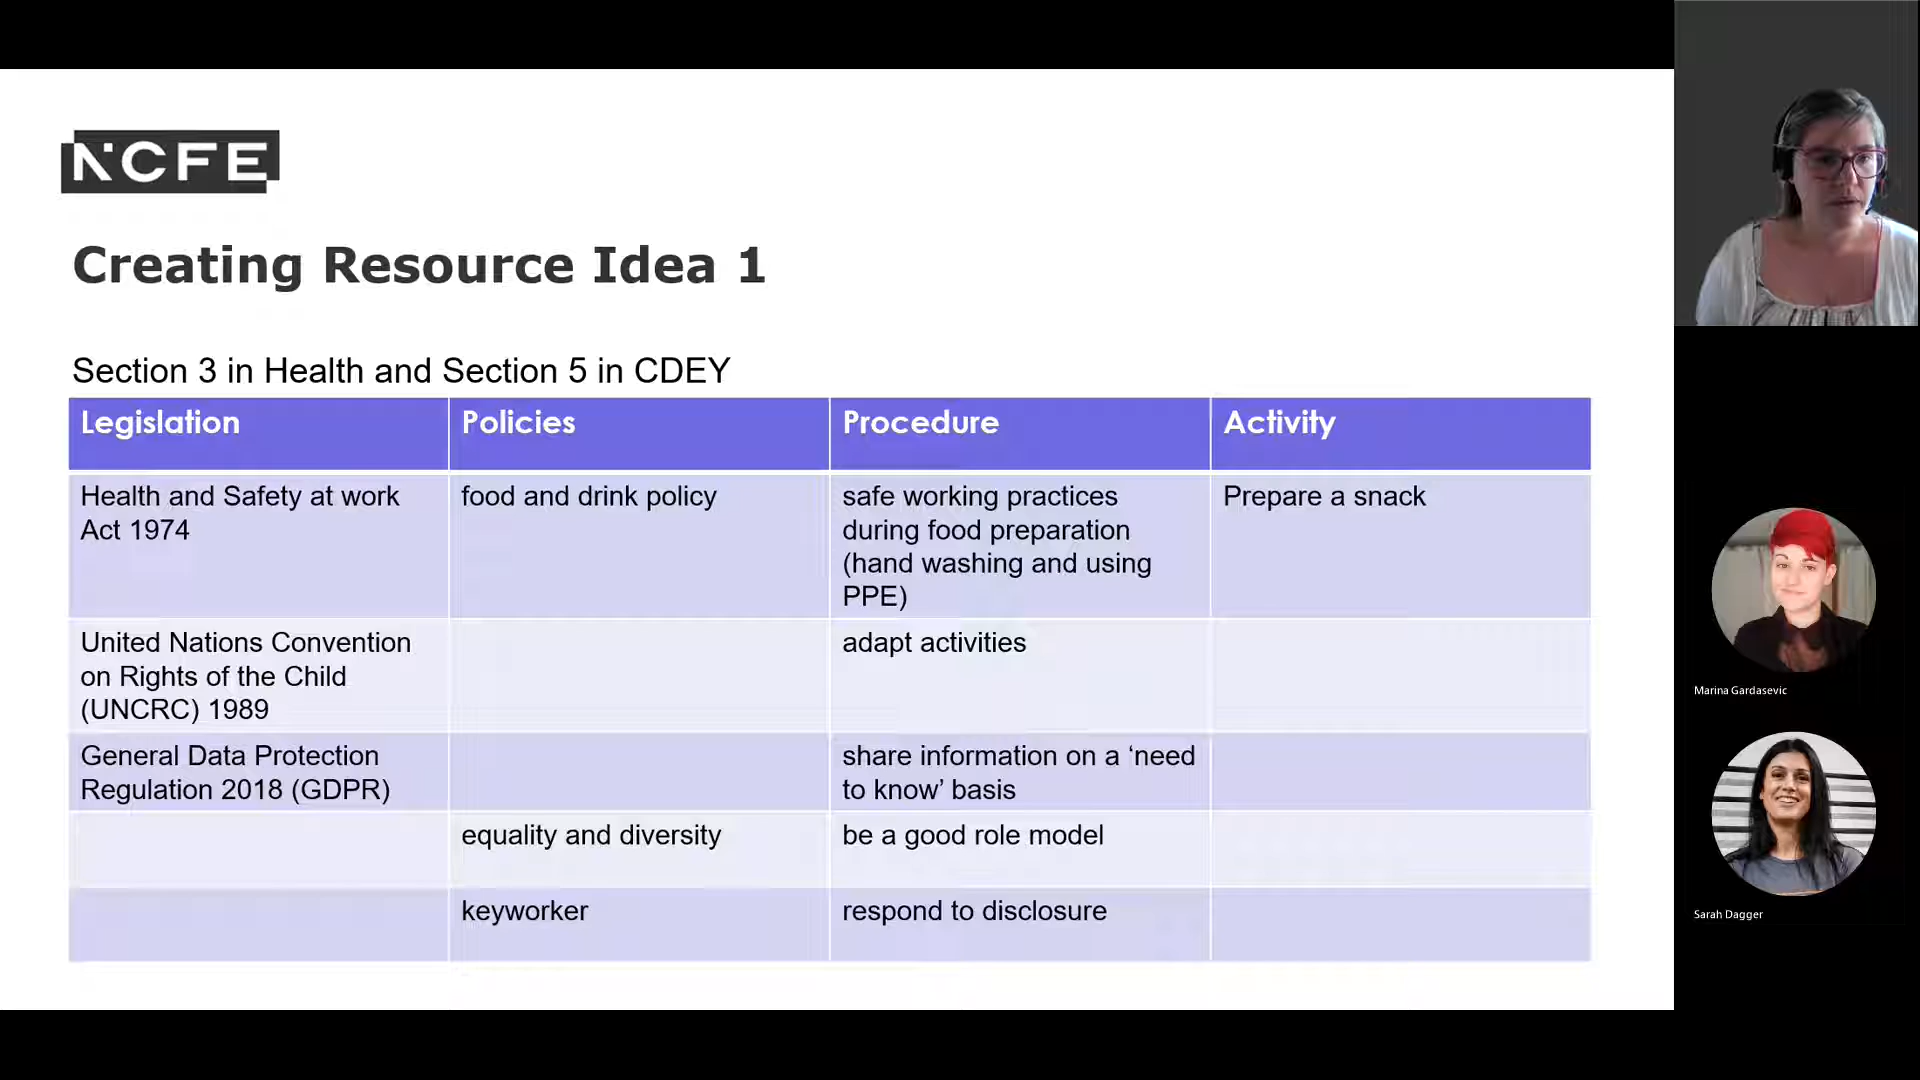 NCFE
Creating Resource Idea 1
Section 3 in Health and Section 5 in CDEY
Legislation
Policies
Procedure
Activity
Health and Safety at work
Act 1974
food and drink policy
safe working practices
during food preparation
(hand washing and using
PPE)
Prepare a snack
United Nations Convention
on Rights of the Child
(UNCRC) 1989
adapt activities
General Data Protection
Regulation 2018 (GDPR)
share information on a ‘need
to know’ basis
equality and diversity
be a good role model
keyworker
respond to disclosure
Marina Gardasevic
Sarah Dagger